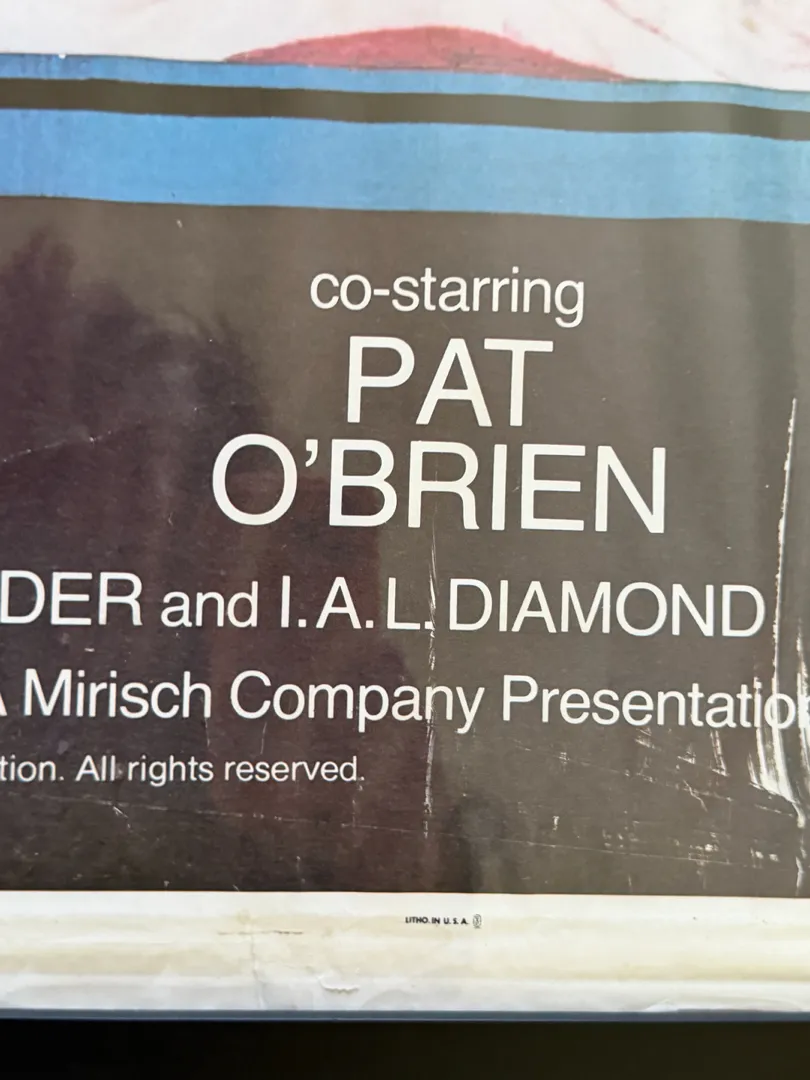 co-starring
PAT
O'BRIEN
DER and I.A.L. DIAMOND
A Mirisch Company Presentatio
tion. All rights reserved.
LITHO. IN U.S.A.